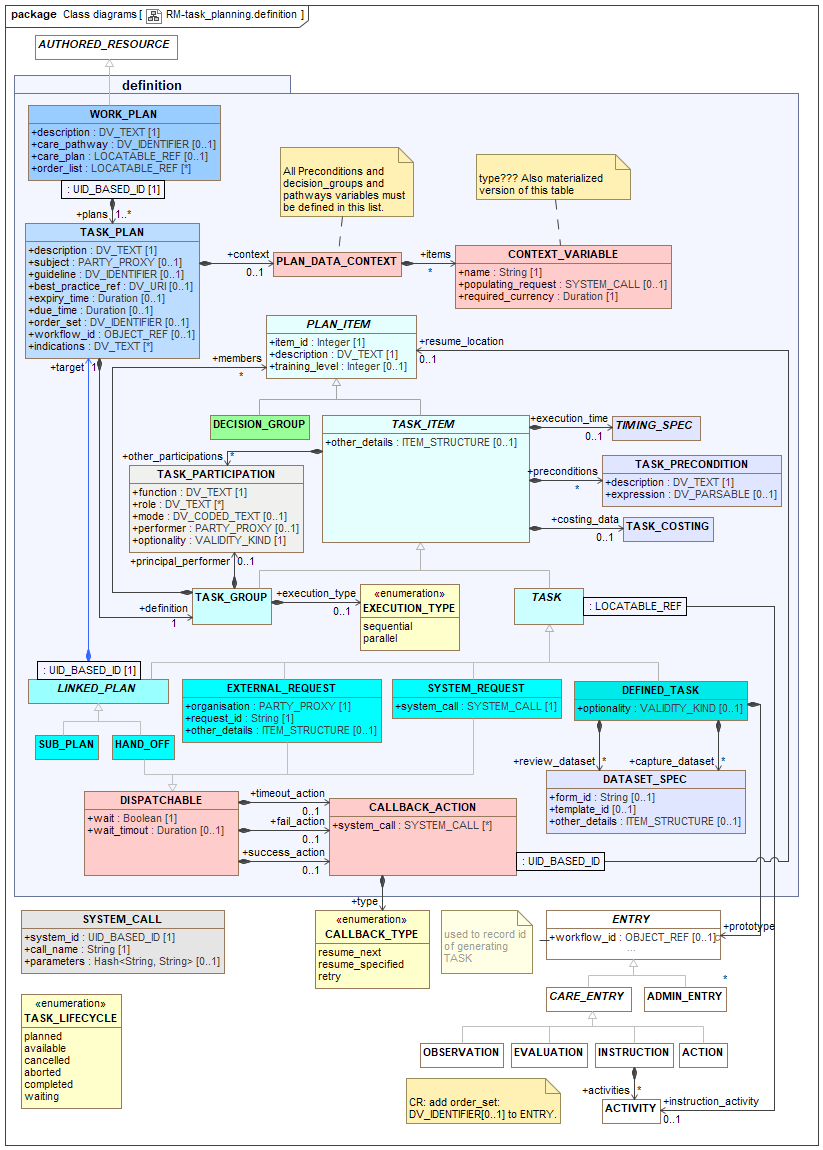 package Class diagrams [ RM-task_planning.definition ]
AUTHORED_RESOURCE
definition
WORK_PLAN
+description : DV_TEXT [1]
+care_pathway : DV_IDENTIFIER [0..1]
+care_plan : LOCATABLE_REF [0..1]
+order_list : LOCATABLE_REF [*]
: UID_BASED_ID [1]
+plans 1..*
TASK_PLAN
+description : DV_TEXT [1]
+subject : PARTY_PROXY [0..1]
+guideline : DV_IDENTIFIER [0..1]
+best_practice_ref : DV_URI [0..1]
+expiry_time : Duration [0..1]
+due_time : Duration [0..1]
+order_set : DV_IDENTIFIER [0..1]
+workflow_id : OBJECT_REF [0..1]
+indications : DV_TEXT [*]
All Preconditions and
decision_groups and
pathways variables must
be defined in this list.
type??? Also materialized
version of this table
+context
0..1
PLAN_DATA_CONTEXT
+items
*
CONTEXT_VARIABLE
+name : String [1]
+populating_request : SYSTEM_CALL [0..1]
+required_currency : Duration [1]
PLAN_ITEM
+item_id : Integer [1]
+description : DV_TEXT [1]
+training_level : Integer [0..1]
+resume_location
0..1
+target 1
+members
*
DECISION_GROUP
TASK_ITEM
+other_details : ITEM_STRUCTURE [0..1]
+execution_time
0..1
TIMING_SPEC
+other_participations *
+preconditions
*
TASK_PRECONDITION
+description : DV_TEXT [1]
+expression : DV_PARSABLE [0..1]
TASK_PARTICIPATION
+function : DV_TEXT [1]
+role : DV_TEXT [*]
+mode : DV_CODED_TEXT [0..1]
+performer : PARTY_PROXY [0..1]
+optionality : VALIDITY_KIND [1]
+costing_data
0..1
TASK_COSTING
+principal_performer 0..1
TASK_GROUP
+definition
1
+execution_type
0..1
«enumeration»
EXECUTION_TYPE
sequential
parallel
TASK
: LOCATABLE_REF
: UID_BASED_ID [1]
LINKED_PLAN
SUB_PLAN
HAND_OFF
EXTERNAL_REQUEST
+organisation : PARTY_PROXY [1]
+request_id : String [1]
+other_details : ITEM_STRUCTURE [0..1]
SYSTEM_REQUEST
+system_call : SYSTEM_CALL [1]
DEFINED_TASK
+optionality : VALIDITY_KIND [0..1]
+review_dataset *
+capture_dataset *
DATASET_SPEC
+form_id : String [0..1]
+template_id [0..1]
+other_details : ITEM_STRUCTURE [0..1]
DISPATCHABLE
+wait : Boolean [1]
+wait_timout : Duration [0..1]
+timeout_action
0..1
+fail_action
0..1
+success_action
0..1
CALLBACK_ACTION
+system_call : SYSTEM_CALL [*]
: UID_BASED_ID
+type
«enumeration»
CALLBACK_TYPE
resume_next
resume_specified
retry
SYSTEM_CALL
+system_id : UID_BASED_ID [1]
+call_name : String [1]
+parameters : Hash<String, String> [0..1]
used to record id
of generating
TASK
ENTRY
+workflow_id : OBJECT_REF [0..1]
...
+prototype
*
CARE_ENTRY
ADMIN_ENTRY
«enumeration»
TASK_LIFECYCLE
planned
available
cancelled
aborted
completed
waiting
OBSERVATION
EVALUATION
INSTRUCTION
ACTION
CR: add order_set:
DV_IDENTIFIER[0..1] to ENTRY.
+activities *
ACTIVITY
+instruction_activity
0..1